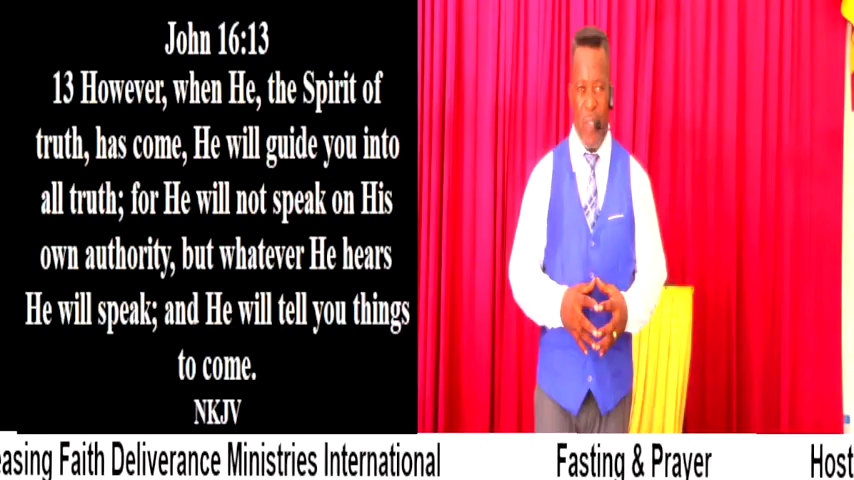 John 16:13
13 However, when He, the Spirit of
truth, has come, He will guide you into
all truth; for He will not speak on His
own authority, but whatever He hears
He will speak; and He will tell you things
to come.
NKJV
easing Faith Deliverance Ministries International Fasting & Prayer Host